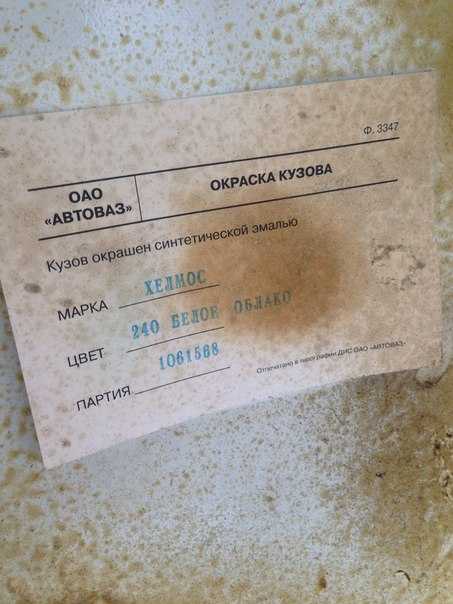 Ф. 3347
ОАО «АВТОВАЗ»
ОКРАСКА КУЗОВА
Кузов окрашен синтетической эмалью
МАРКА ХЕЛМОС
ЦВЕТ 240 БЕЛОЕ ОБЛАКО
ПАРТИЯ 1061568
Отпечатано в типографии ДИС ОАО «АВТОВАЗ»